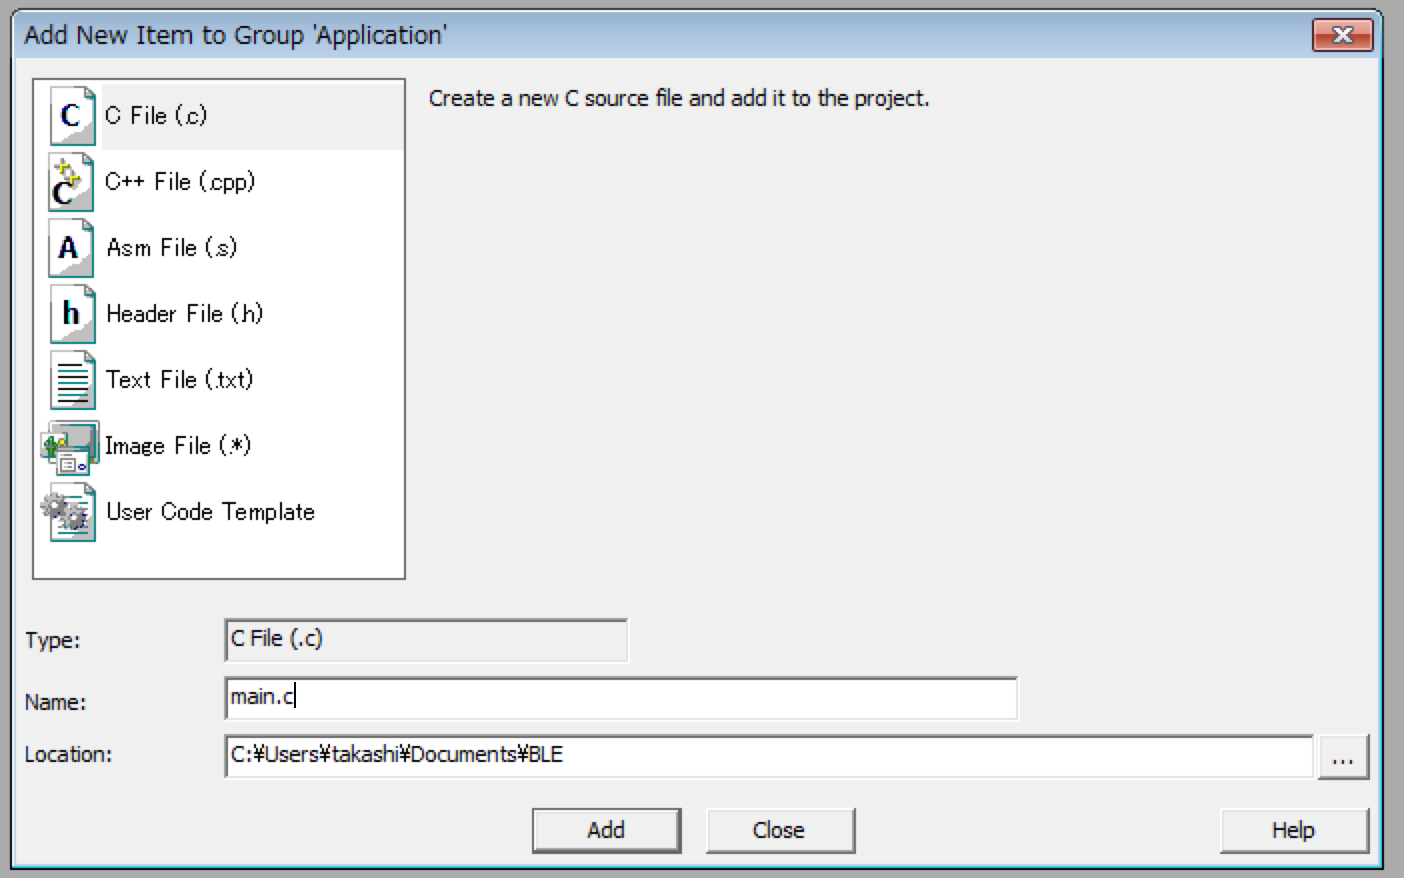 Add New Item to Group 'Application'
C File (.c)
C++ File (.cpp)
Asm File (.s)
Header File (.h)
Text File (.txt)
Image File (.*)
User Code Template
Create a new C source file and add it to the project.
Type:
C File (.c)
Name:
main.c
Location:
C:¥Users¥takashi¥Documents¥BLE
...
Add
Close
Help